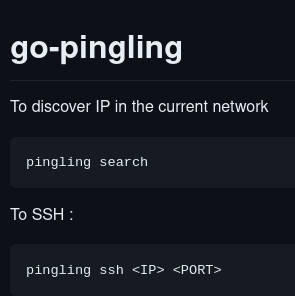 go-pingling
To discover IP in the current network
pingling search
To SSH :
pingling ssh <IP> <PORT>